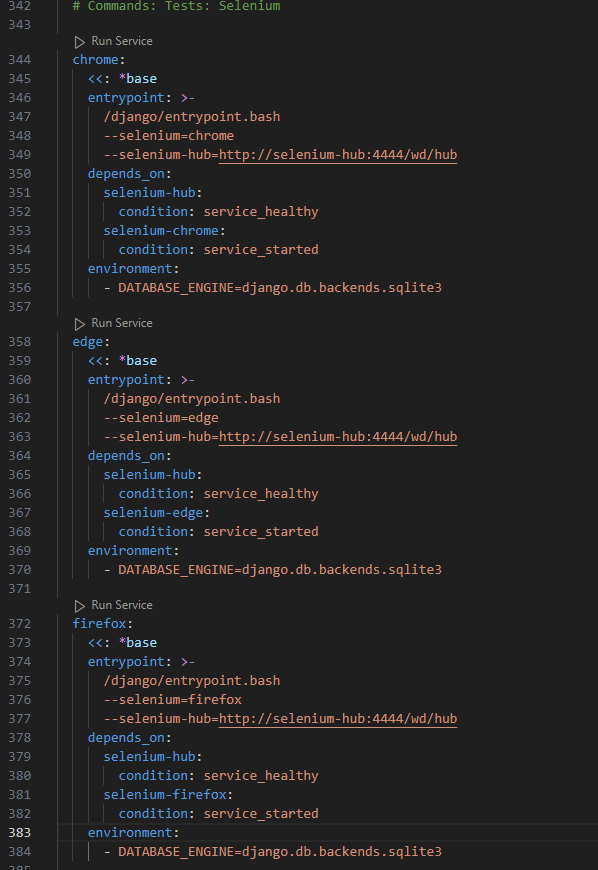 342 # Commands: Tests: Selenium
343
Run Service
344 chrome:
345 <<: *base
346 entrypoint: >-
347 /django/entrypoint.bash
348 --selenium=chrome
349 --selenium-hub=http://selenium-hub:4444/wd/hub
350 depends_on:
351 selenium-hub:
352 condition: service_healthy
353 selenium-chrome:
354 condition: service_started
355 environment:
356 - DATABASE_ENGINE=django.db.backends.sqlite3
357
Run Service
358 edge:
359 <<: *base
360 entrypoint: >-
361 /django/entrypoint.bash
362 --selenium=edge
363 --selenium-hub=http://selenium-hub:4444/wd/hub
364 depends_on:
365 selenium-hub:
366 condition: service_healthy
367 selenium-edge:
368 condition: service_started
369 environment:
370 - DATABASE_ENGINE=django.db.backends.sqlite3
371
Run Service
372 firefox:
373 <<: *base
374 entrypoint: >-
375 /django/entrypoint.bash
376 --selenium=firefox
377 --selenium-hub=http://selenium-hub:4444/wd/hub
378 depends_on:
379 selenium-hub:
380 condition: service_healthy
381 selenium-firefox:
382 condition: service_started
383 environment:
384 - DATABASE_ENGINE=django.db.backends.sqlite3